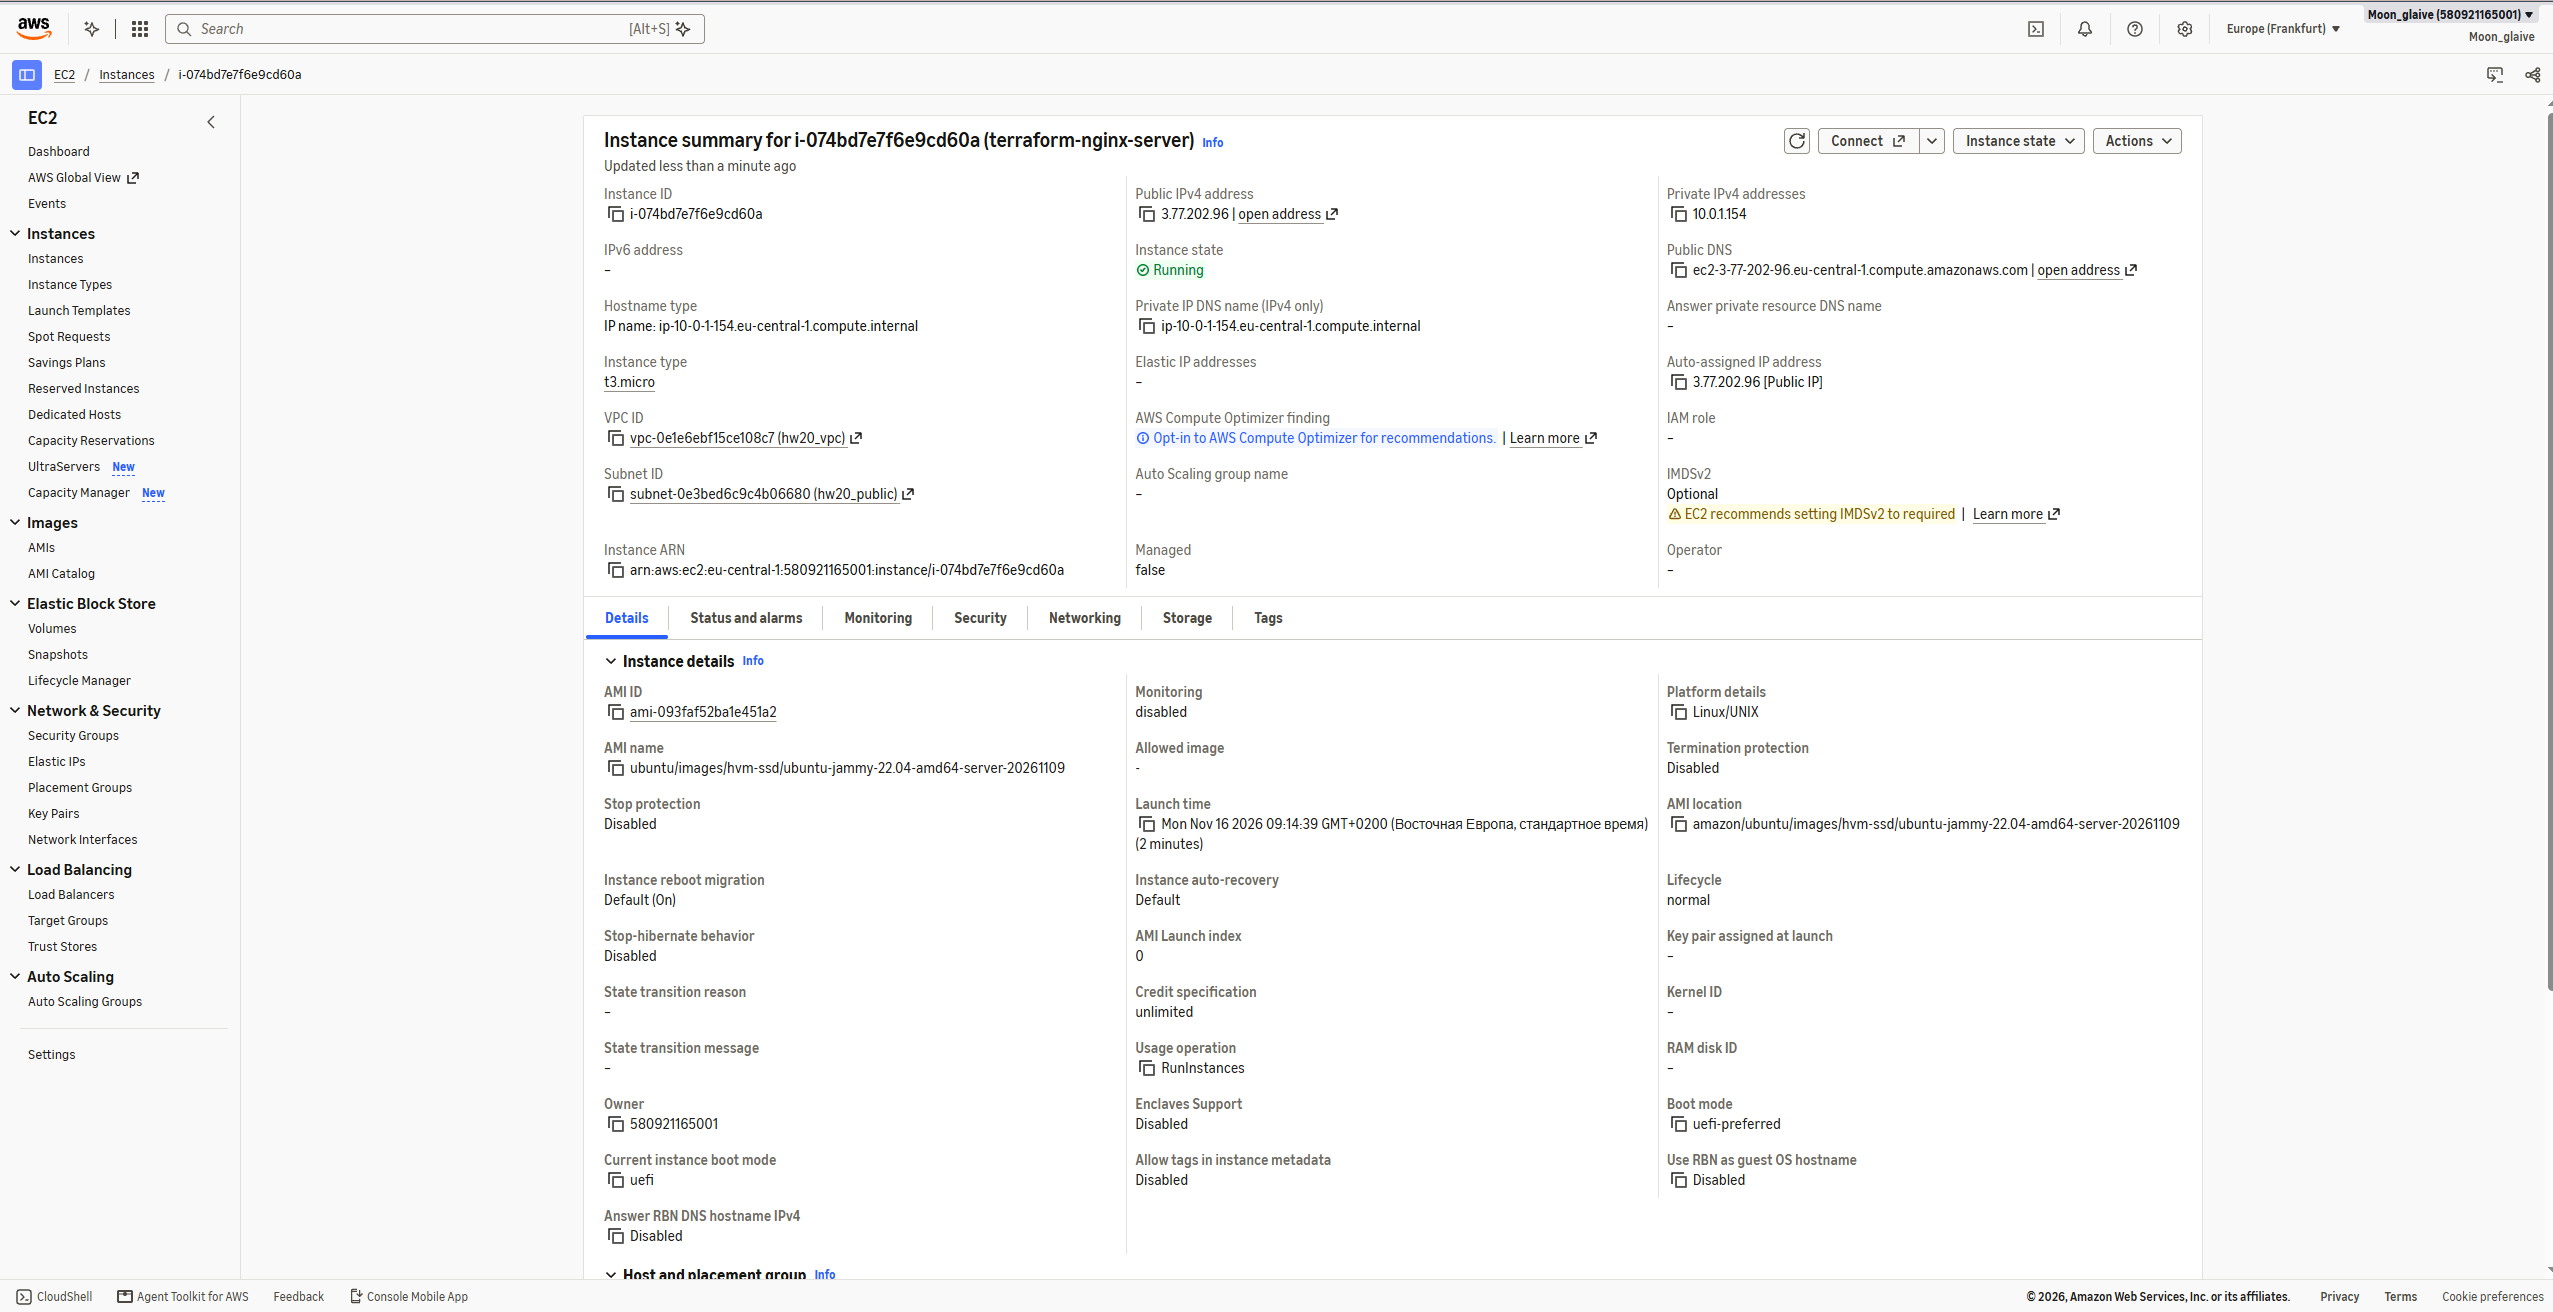 aws
Search
[Alt+S]
Europe (Frankfurt)
Moon_glaive (580921165001)
Moon_glaive
EC2 / Instances / i-074bd7e7f6e9cd60a
EC2
Dashboard
AWS Global View
Events
Instances
Instances
Instance Types
Launch Templates
Spot Requests
Savings Plans
Reserved Instances
Dedicated Hosts
Capacity Reservations
UltraServers New
Capacity Manager New
Images
AMIs
AMI Catalog
Elastic Block Store
Volumes
Snapshots
Lifecycle Manager
Network & Security
Security Groups
Elastic IPs
Placement Groups
Key Pairs
Network Interfaces
Load Balancing
Load Balancers
Target Groups
Trust Stores
Auto Scaling
Auto Scaling Groups
Settings
Instance summary for i-074bd7e7f6e9cd60a (terraform-nginx-server) Info
Connect
Instance state
Actions
Updated less than a minute ago
Instance ID
i-074bd7e7f6e9cd60a
Public IPv4 address
3.77.202.96 | open address
Private IPv4 addresses
10.0.1.154
IPv6 address
–
Instance state
Running
Public DNS
ec2-3-77-202-96.eu-central-1.compute.amazonaws.com | open address
Hostname type
IP name: ip-10-0-1-154.eu-central-1.compute.internal
Private IP DNS name (IPv4 only)
ip-10-0-1-154.eu-central-1.compute.internal
Answer private resource DNS name
–
Instance type
t3.micro
Elastic IP addresses
–
Auto-assigned IP address
3.77.202.96 [Public IP]
VPC ID
vpc-0e1e6ebf15ce108c7 (hw20_vpc)
AWS Compute Optimizer finding
Opt-in to AWS Compute Optimizer for recommendations. | Learn more
IAM role
–
Subnet ID
subnet-0e3bed6c9c4b06680 (hw20_public)
Auto Scaling group name
–
IMDSv2
Optional
EC2 recommends setting IMDSv2 to required | Learn more
Instance ARN
arn:aws:ec2:eu-central-1:580921165001:instance/i-074bd7e7f6e9cd60a
Managed
false
Operator
–
Details
Status and alarms
Monitoring
Security
Networking
Storage
Tags
Instance details Info
AMI ID
ami-093faf52ba1e451a2
Monitoring
disabled
Platform details
Linux/UNIX
AMI name
ubuntu/images/hvm-ssd/ubuntu-jammy-22.04-amd64-server-20261109
Allowed image
-
Termination protection
Disabled
Stop protection
Disabled
Launch time
Mon Nov 16 2026 09:14:39 GMT+0200 (Восточная Европа, стандартное время)
(2 minutes)
AMI location
amazon/ubuntu/images/hvm-ssd/ubuntu-jammy-22.04-amd64-server-20261109
Instance reboot migration
Default (On)
Instance auto-recovery
Default
Lifecycle
normal
Stop-hibernate behavior
Disabled
AMI Launch index
0
Key pair assigned at launch
–
State transition reason
–
Credit specification
unlimited
Kernel ID
–
State transition message
–
Usage operation
RunInstances
RAM disk ID
–
Owner
580921165001
Enclaves Support
Disabled
Boot mode
uefi-preferred
Current instance boot mode
uefi
Allow tags in instance metadata
Disabled
Use RBN as guest OS hostname
Disabled
Answer RBN DNS hostname IPv4
Disabled
Host and placement group Info
CloudShell
Agent Toolkit for AWS
Feedback
Console Mobile App
© 2026, Amazon Web Services, Inc. or its affiliates.
Privacy
Terms
Cookie preferences